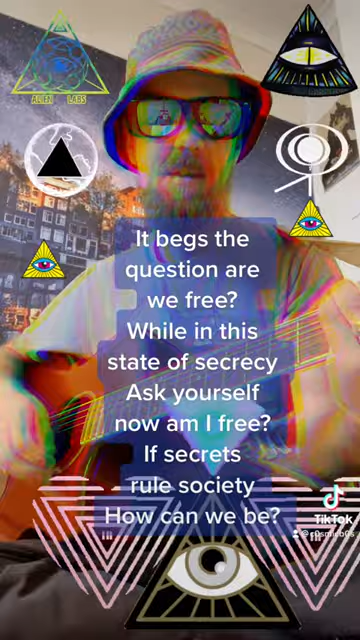 ALIEN LABS
It begs the
question are
we free?
While in this
state of secrecy
Ask yourself
now am I free?
If secrets
rule society
How can we be?
TikTok